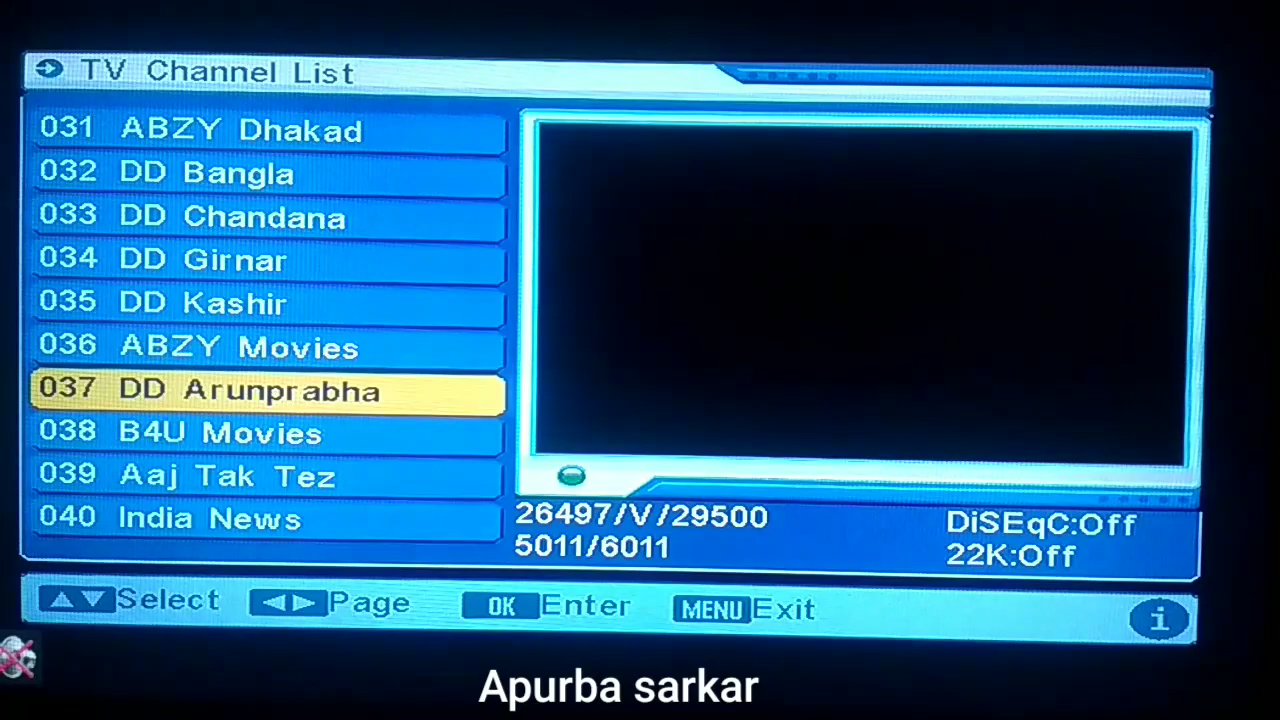 TV Channel List
031 ABZY Dhakad
032 DD Bangla
033 DD Chandana
034 DD Girnar
035 DD Kashir
036 ABZY Movies
037 DD Arunprabha
038 B4U Movies
039 Aaj Tak Tez
040 India News
26497/V/29500
5011/6011
DiSEqC:Off
22K:Off
Select Page OK Enter MENU Exit i
Apurba sarkar